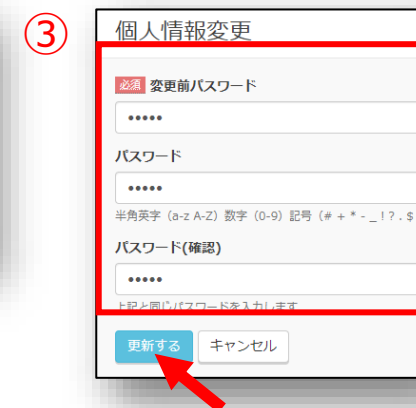 ③
個人情報変更
必須 変更前パスワード
•••••
パスワード
•••••
半角英字（a-z A-Z）数字（0-9）記号（# + * - _ ! ? . $
パスワード(確認)
•••••
上記と同じパスワードを入力します
更新する キャンセル